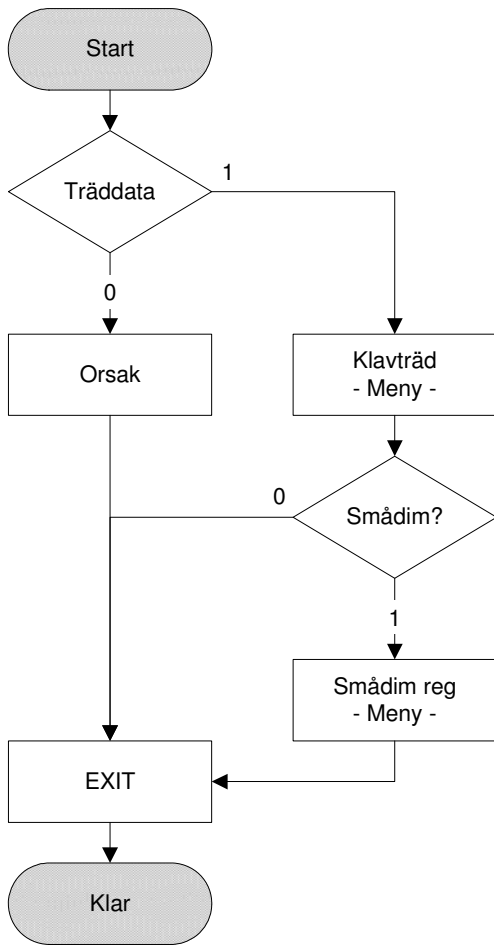 Start
Träddata
1
0
Orsak
Klavträd
- Meny -
0
Smådim?
1
Smådim reg
- Meny -
EXIT
Klar